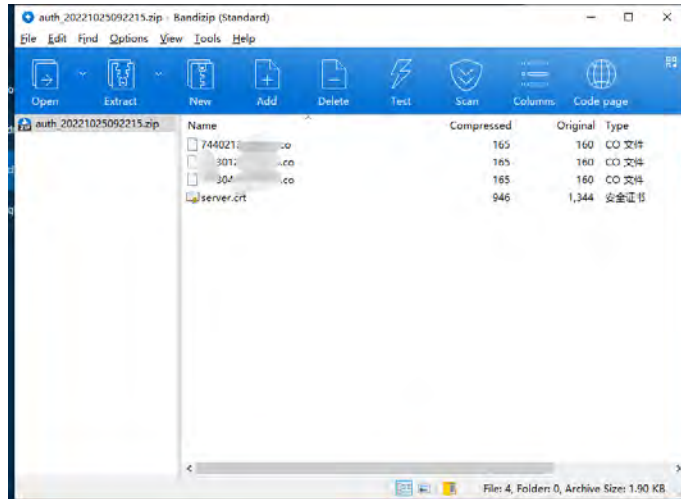 auth_20221025092215.zip - Bandizip (Standard)
File Edit Find Options View Tools Help
Open Extract New Add Delete Test Scan Columns Code page
auth_20221025092215.zip
Name Compressed Original Type
.co 165 160 CO 文件
.co 165 160 CO 文件
.co 165 160 CO 文件
server.crt 946 1,344 安全证书
File: 4, Folder: 0, Archive Size: 1.90 KB